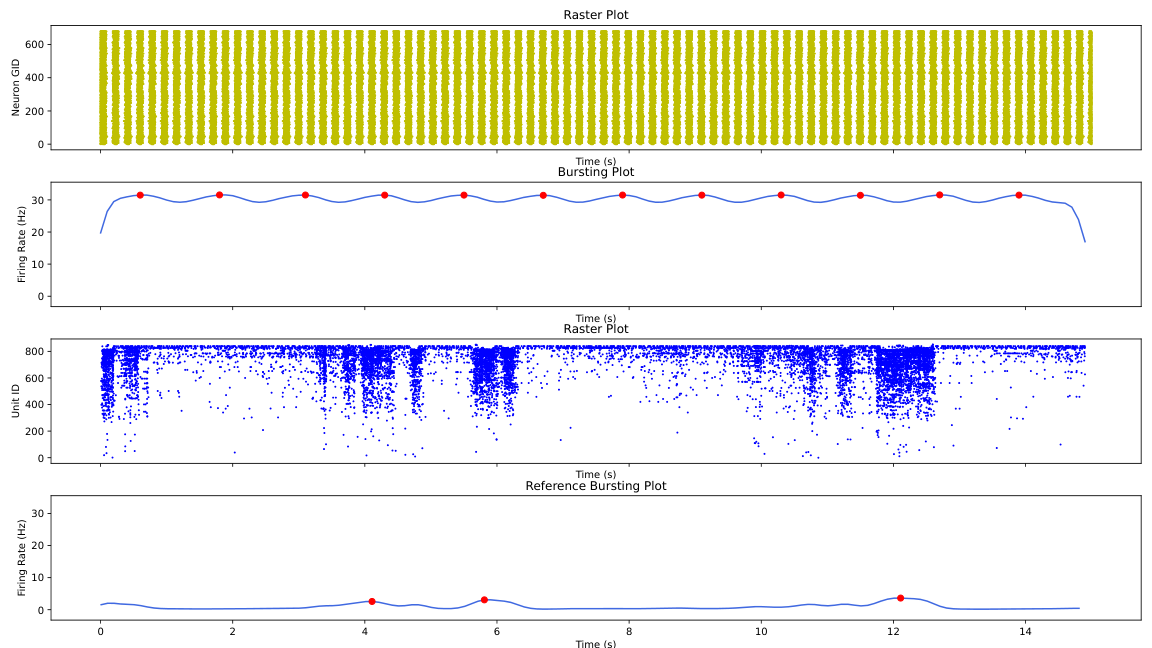 Raster Plot
Neuron GID
600
400
200
0
Time (s)
Bursting Plot
Firing Rate (Hz)
30
20
10
0
Time (s)
Raster Plot
Unit ID
800
600
400
200
0
Time (s)
Reference Bursting Plot
Firing Rate (Hz)
30
20
10
0
0 2 4 6 8 10 12 14
Time (s)